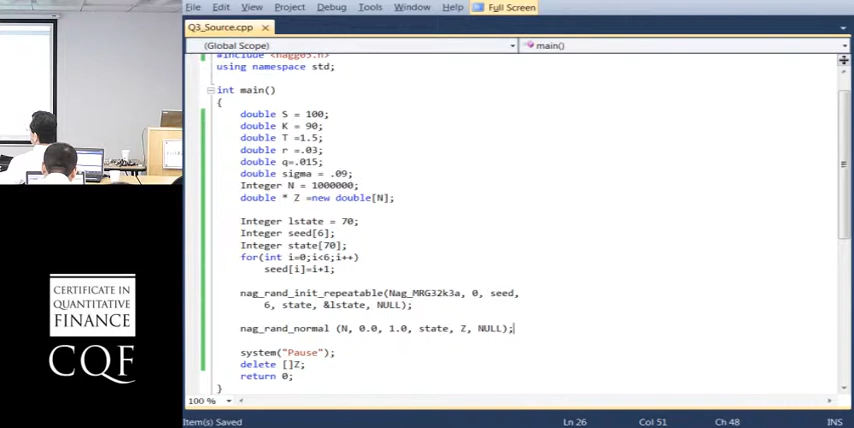 File Edit View Project Debug Tools Window Help Full Screen
Q3_Source.cpp ×
(Global Scope) main()
#include <nagg05.h>
using namespace std;
int main()
{
double S = 100;
double K = 90;
double T =1.5;
double r =.03;
double q=.015;
double sigma = .09;
Integer N = 1000000;
double * Z =new double[N];
Integer lstate = 70;
Integer seed[6];
Integer state[70];
for(int i=0;i<6;i++)
seed[i]=i+1;
nag_rand_init_repeatable(Nag_MRG32k3a, 0, seed,
6, state, &lstate, NULL);
nag_rand_normal (N, 0.0, 1.0, state, Z, NULL);
system("Pause");
delete []Z;
return 0;
}
100 %
Item(s) Saved Ln 26 Col 51 Ch 48 INS
CERTIFICATE IN
QUANTITATIVE
FINANCE
CQF